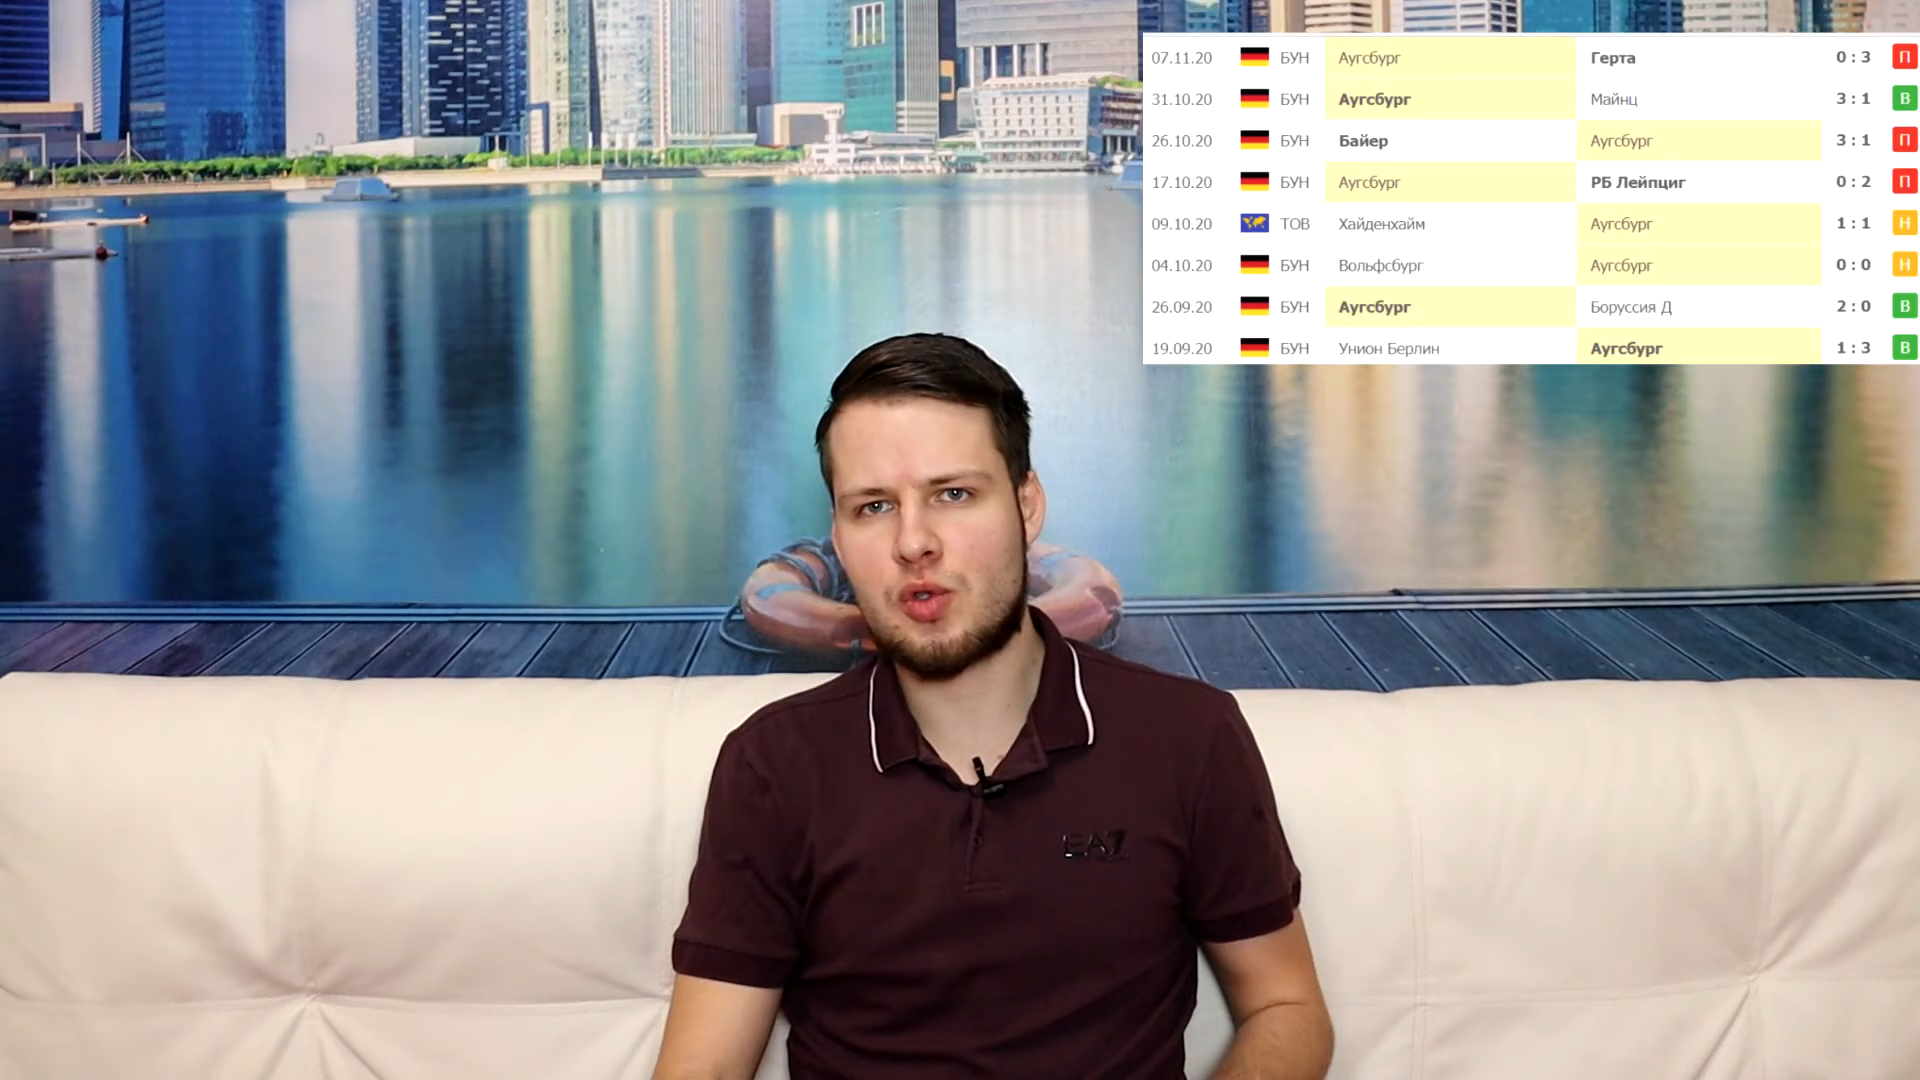 07.11.20 БУН Аугсбург Герта 0 : 3 П
31.10.20 БУН Аугсбург Майнц 3 : 1 В
26.10.20 БУН Байер Аугсбург 3 : 1 П
17.10.20 БУН Аугсбург РБ Лейпциг 0 : 2 П
09.10.20 ТОВ Хайденхайм Аугсбург 1 : 1 Н
04.10.20 БУН Вольфсбург Аугсбург 0 : 0 Н
26.09.20 БУН Аугсбург Боруссия Д 2 : 0 В
19.09.20 БУН Унион Берлин Аугсбург 1 : 3 В
EA7